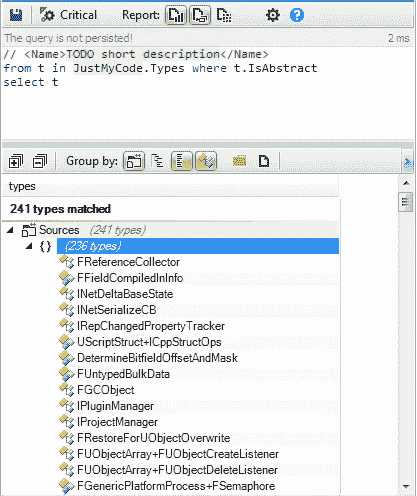 Critical Report:
The query is not persisted! 2 ms
// <Name>TODO short description</Name>
from t in JustMyCode.Types where t.IsAbstract
select t
Group by:
types
241 types matched
Sources (241 types)
{ } (236 types)
FReferenceCollector
FFieldCompiledInInfo
INetDeltaBaseState
INetSerializeCB
IRepChangedPropertyTracker
UScriptStruct+ICppStructOps
DetermineBitfieldOffsetAndMask
FUntypedBulkData
FGCObject
IPluginManager
IProjectManager
FRestoreForUObjectOverwrite
FUObjectArray+FUObjectCreateListener
FUObjectArray+FUObjectDeleteListener
FGenericPlatformProcess+FSemaphore